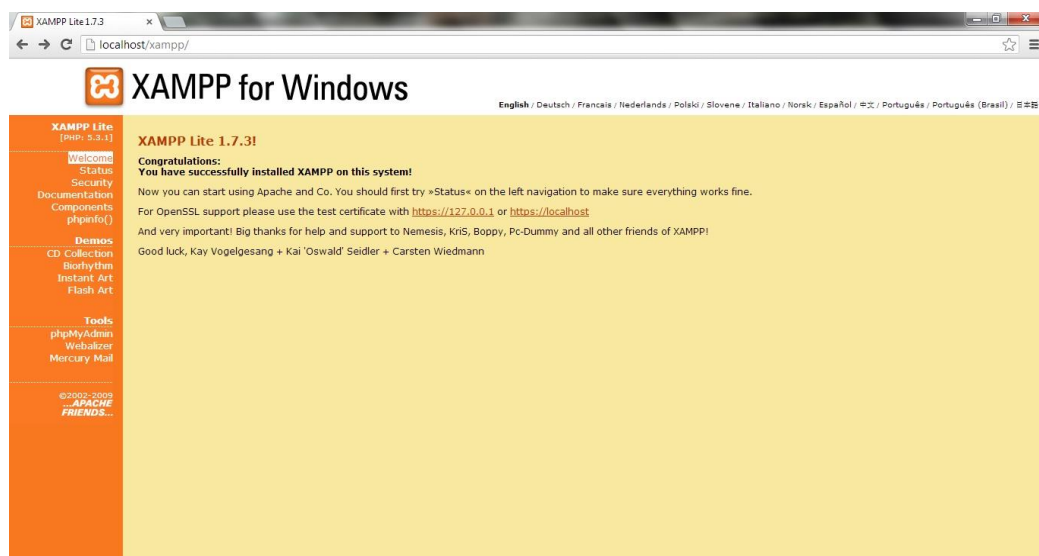 XAMPP Lite 1.7.3
localhost/xampp/
XAMPP for Windows
English / Deutsch / Francais / Nederlands / Polski / Slovene / Italiano / Norsk / Español / 中文 / Português / Português (Brasil) / 日本語
XAMPP Lite
[PHP: 5.3.1]
Welcome
Status
Security
Documentation
Components
phpinfo()
Demos
CD Collection
Biorhythm
Instant Art
Flash Art
Tools
phpMyAdmin
Webalizer
Mercury Mail
©2002-2009
...APACHE
FRIENDS...
XAMPP Lite 1.7.3!
Congratulations:
You have successfully installed XAMPP on this system!
Now you can start using Apache and Co. You should first try »Status« on the left navigation to make sure everything works fine.
For OpenSSL support please use the test certificate with https://127.0.0.1 or https://localhost
And very important! Big thanks for help and support to Nemesis, KriS, Boppy, Pc-Dummy and all other friends of XAMPP!
Good luck, Kay Vogelgesang + Kai 'Oswald' Seidler + Carsten Wiedmann